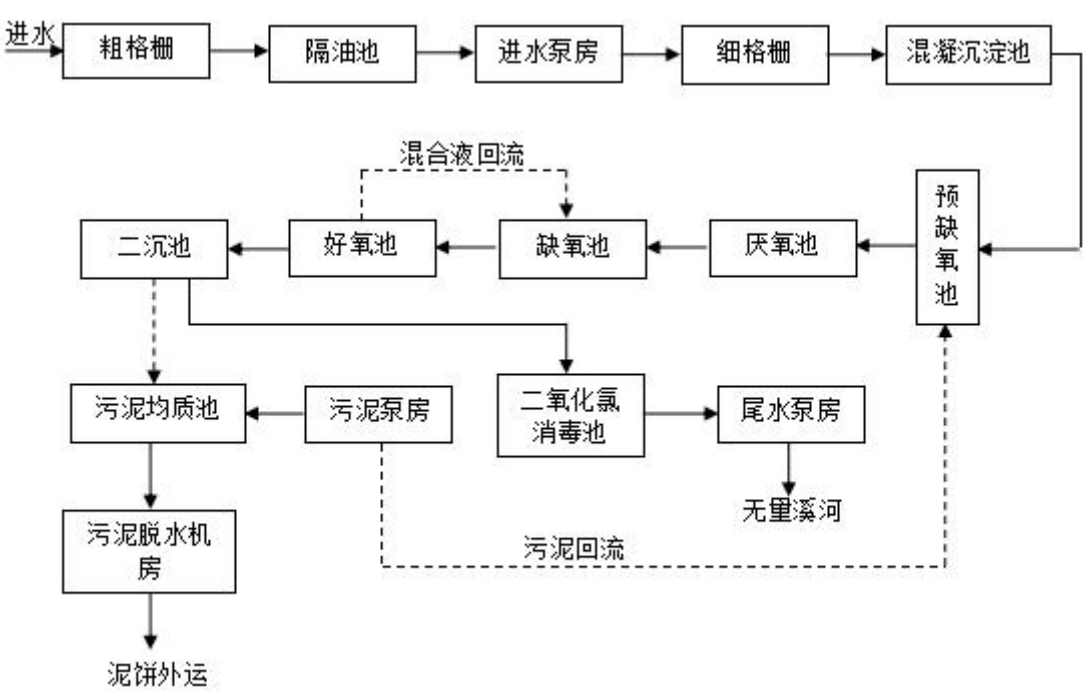 进水
粗格栅
隔油池
进水泵房
细格栅
混凝沉淀池
混合液回流
二沉池
好氧池
缺氧池
厌氧池
预
缺
氧
池
污泥均质池
污泥泵房
二氧化氯
消毒池
尾水泵房
无量溪河
污泥脱水机
房
污泥回流
泥饼外运